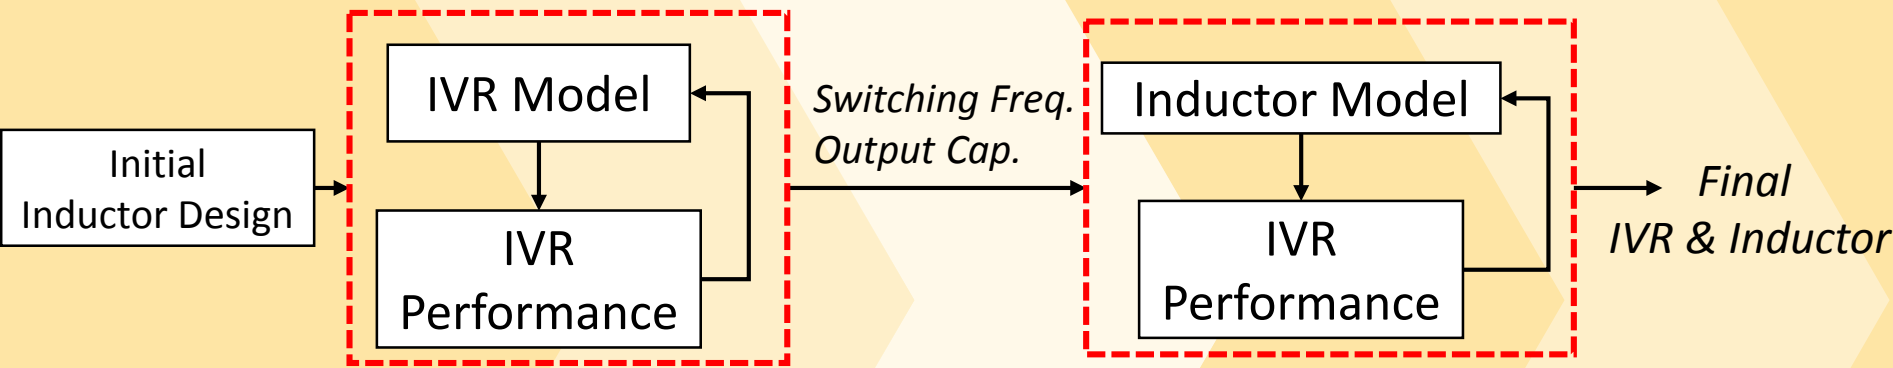 Initial
Inductor Design
IVR Model
IVR
Performance
Switching Freq.
Output Cap.
Inductor Model
IVR
Performance
Final
IVR & Inductor